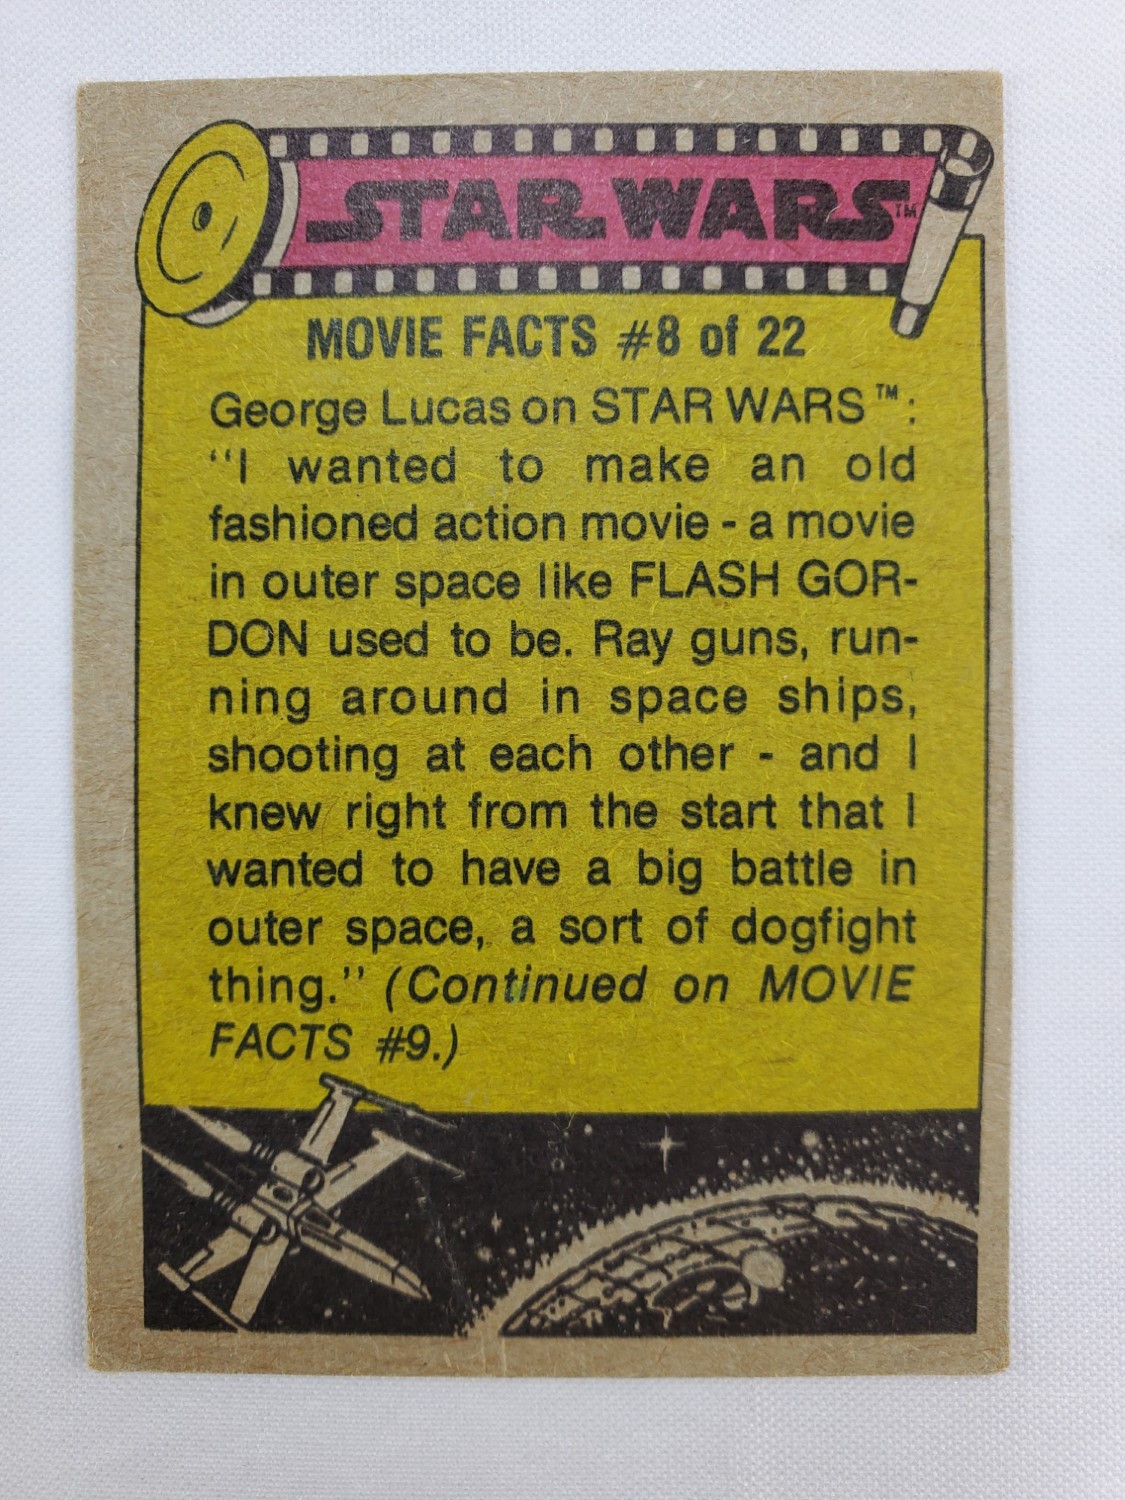 STAR WARS™
MOVIE FACTS #8 of 22
George Lucas on STAR WARS™:
“I wanted to make an old
fashioned action movie - a movie
in outer space like FLASH GOR-
DON used to be. Ray guns, run-
ning around in space ships,
shooting at each other - and I
knew right from the start that I
wanted to have a big battle in
outer space, a sort of dogfight
thing.” (Continued on MOVIE
FACTS #9.)